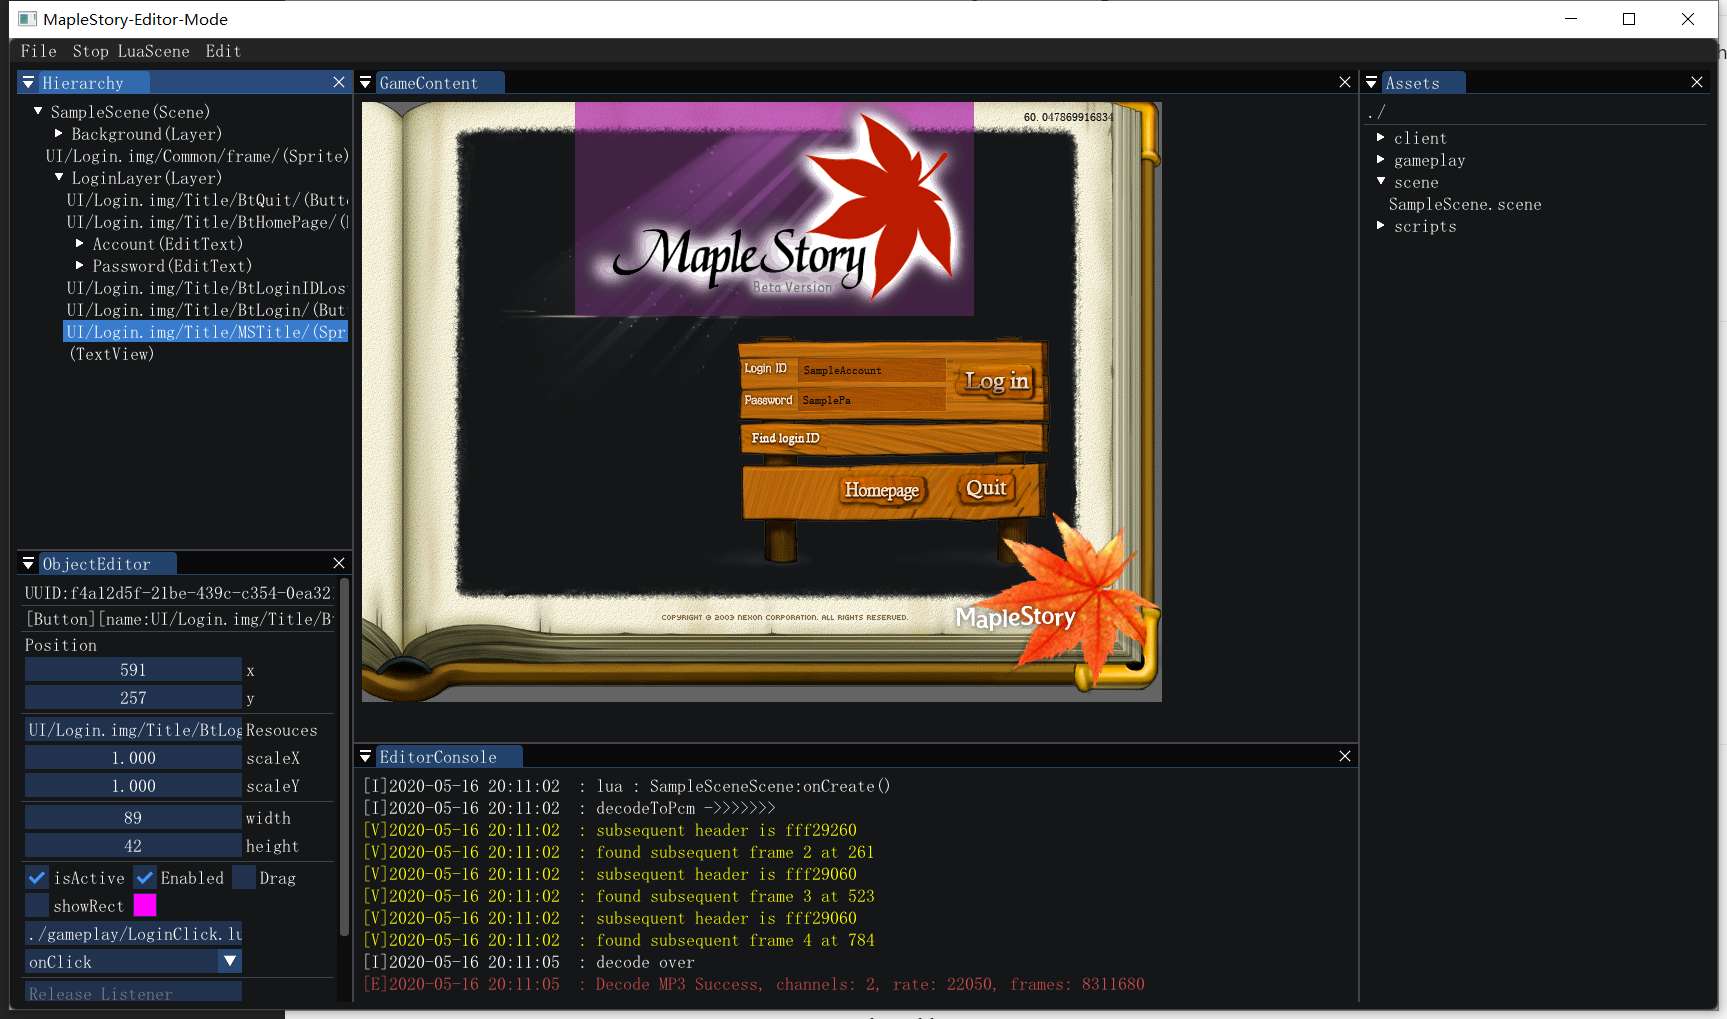 MapleStory-Editor-Mode
File Stop LuaScene Edit
Hierarchy
SampleScene(Scene)
Background(Layer)
UI/Login.img/Common/frame/(Sprite)
LoginLayer(Layer)
UI/Login.img/Title/BtQuit/(Butt
UI/Login.img/Title/BtHomePage/(
Account(EditText)
Password(EditText)
UI/Login.img/Title/BtLoginIDLos
UI/Login.img/Title/BtLogin/(But
UI/Login.img/Title/MSTitle/(Spr
(TextView)
ObjectEditor
UUID:f4a12d5f-21be-439c-c354-0ea32
[Button][name:UI/Login.img/Title/B
Position
591 x
257 y
UI/Login.img/Title/BtLog Resouces
1.000 scaleX
1.000 scaleY
89 width
42 height
isActive Enabled Drag
showRect
./gameplay/LoginClick.lu
onClick
Release Listener
GameContent
60.047869916834
MapleStory
Beta Version
Login ID SampleAccount
Log in
Password SamplePa
Find login ID
Homepage Quit
COPYRIGHT © 2003 NEXON CORPORATION. ALL RIGHTS RESERVED.
MapleStory
EditorConsole
[I]2020-05-16 20:11:02 : lua : SampleSceneScene:onCreate()
[I]2020-05-16 20:11:02 : decodeToPcm ->>>>>>>
[V]2020-05-16 20:11:02 : subsequent header is fff29260
[V]2020-05-16 20:11:02 : found subsequent frame 2 at 261
[V]2020-05-16 20:11:02 : subsequent header is fff29060
[V]2020-05-16 20:11:02 : found subsequent frame 3 at 523
[V]2020-05-16 20:11:02 : subsequent header is fff29060
[V]2020-05-16 20:11:02 : found subsequent frame 4 at 784
[I]2020-05-16 20:11:05 : decode over
[E]2020-05-16 20:11:05 : Decode MP3 Success, channels: 2, rate: 22050, frames: 8311680
Assets
./
client
gameplay
scene
SampleScene.scene
scripts